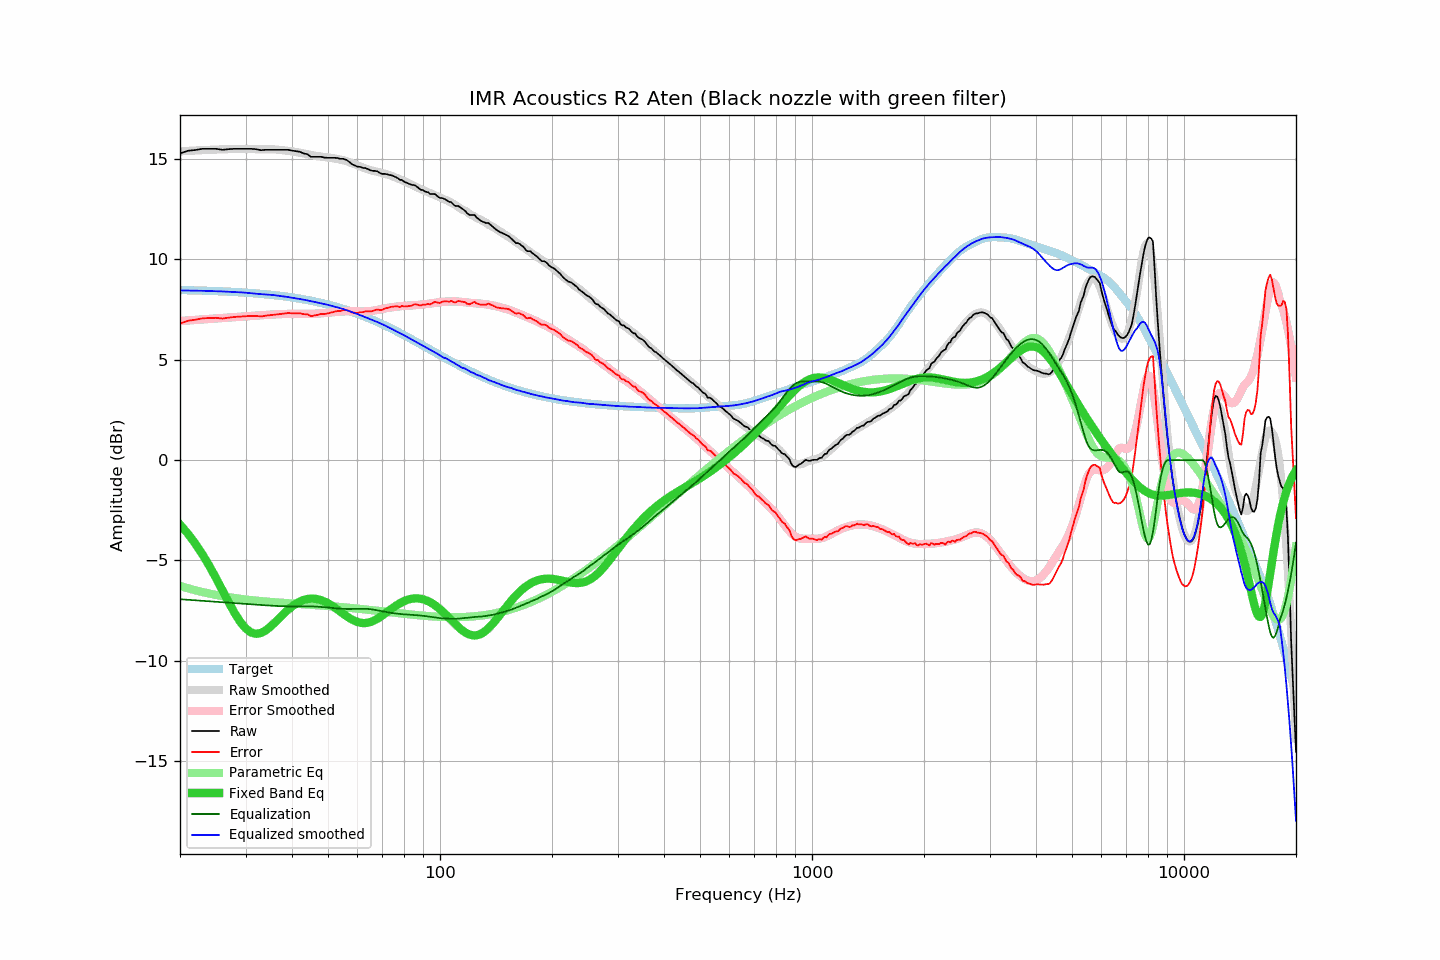 IMR Acoustics R2 Aten (Black nozzle with green filter)
15
10
5
0
−5
−10
−15
Amplitude (dBr)
Target
Raw Smoothed
Error Smoothed
Raw
Error
Parametric Eq
Fixed Band Eq
Equalization
Equalized smoothed
100 1000 10000
Frequency (Hz)